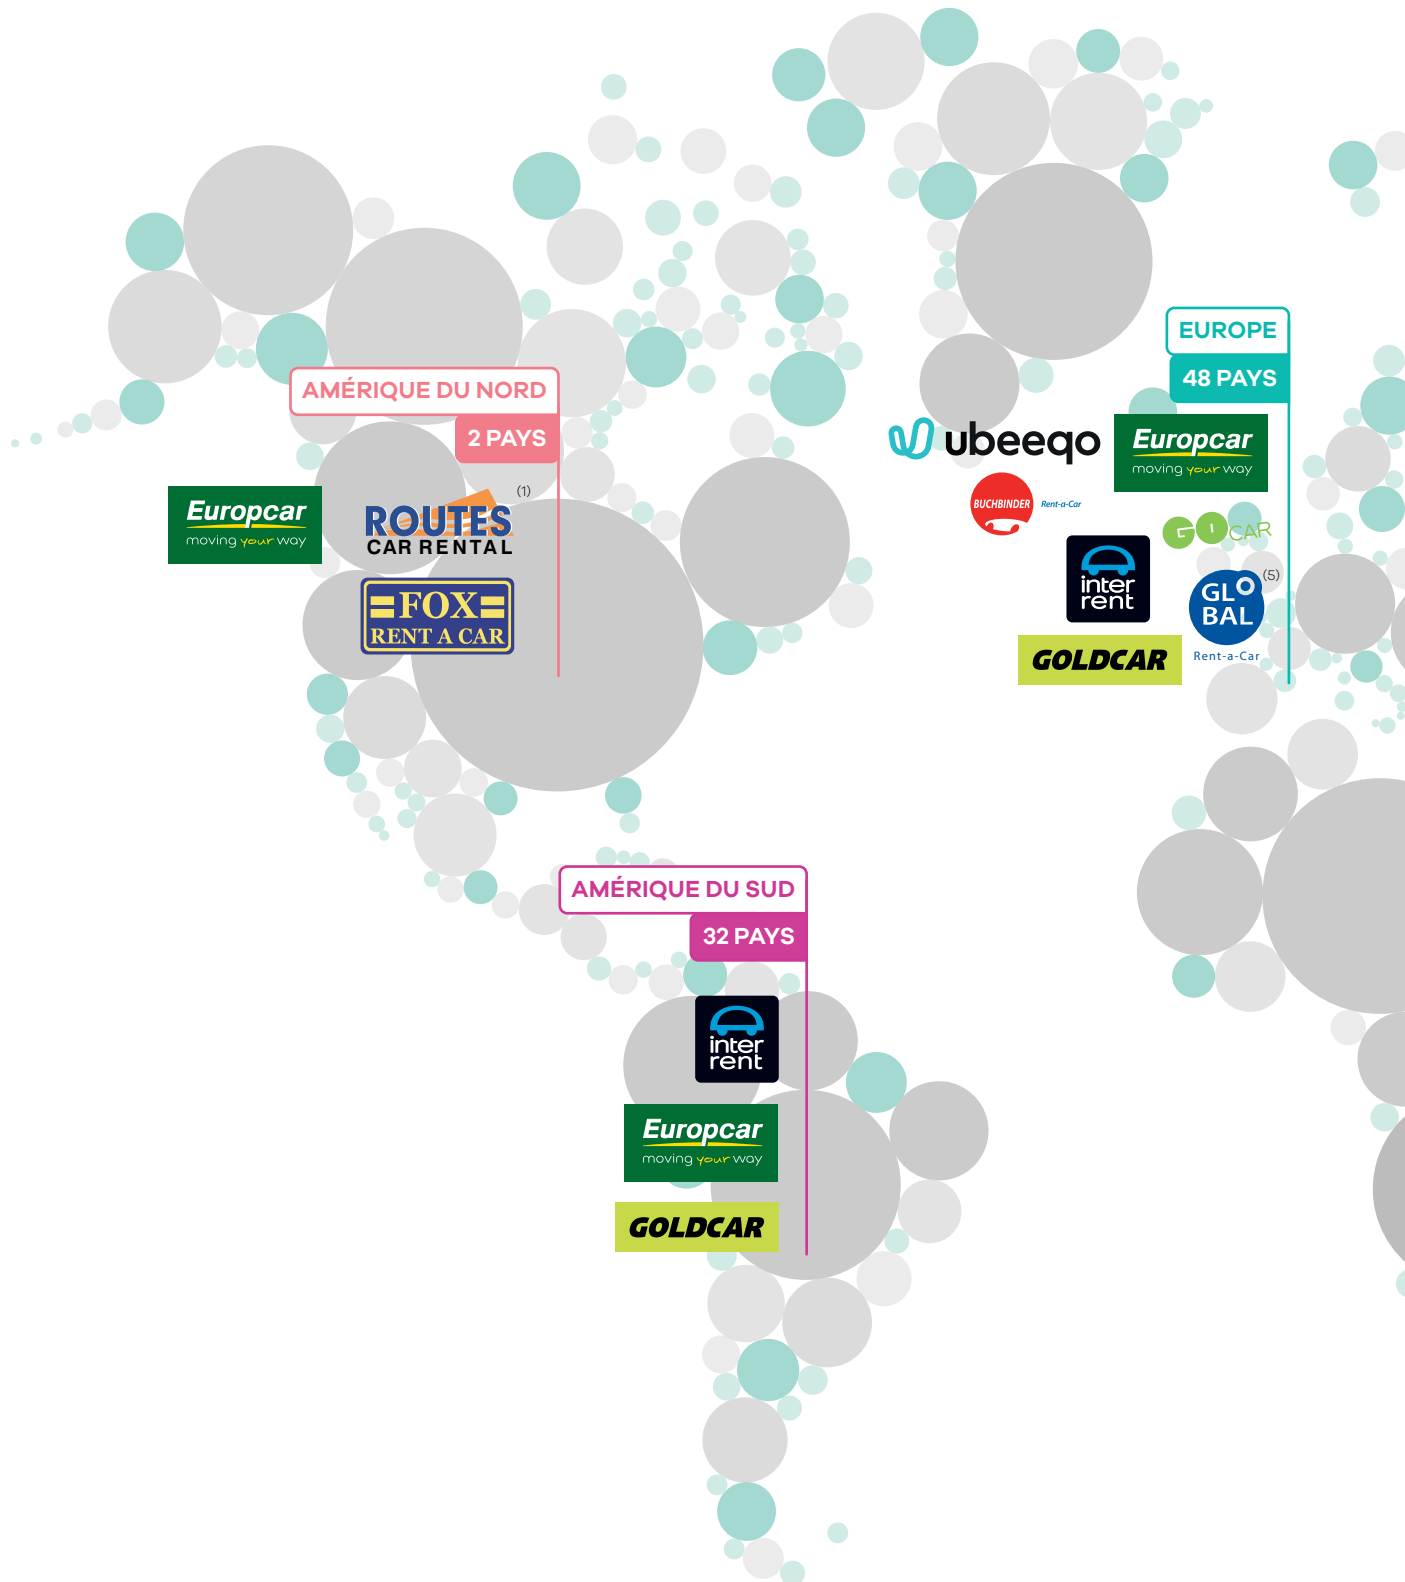 EUROPE
48 PAYS
ubeeqo
Europcar
moving your way
BUCHBINDER
Rent-a-Car
GOCAR
inter
rent
(5)
GLO
BAL
Rent-a-Car
GOLDCAR
AMÉRIQUE DU NORD
2 PAYS
Europcar
moving your way
(1)
ROUTES
CAR RENTAL
FOX
RENT A CAR
AMÉRIQUE DU SUD
32 PAYS
inter
rent
Europcar
moving your way
GOLDCAR